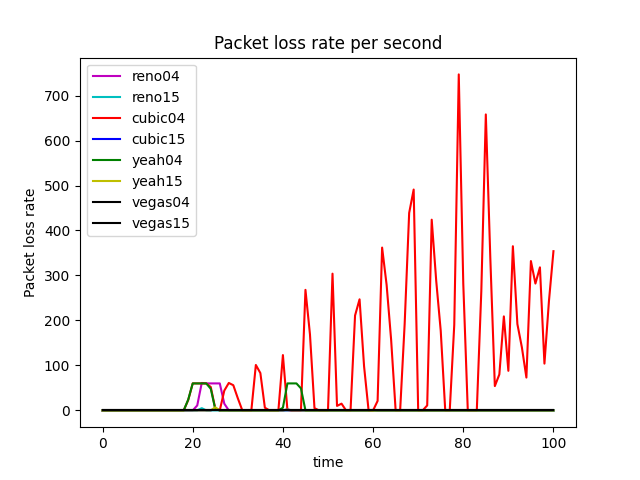 Packet loss rate per second
reno04
reno15
cubic04
cubic15
yeah04
yeah15
vegas04
vegas15
Packet loss rate
700
600
500
400
300
200
100
0
0 20 40 60 80 100
time